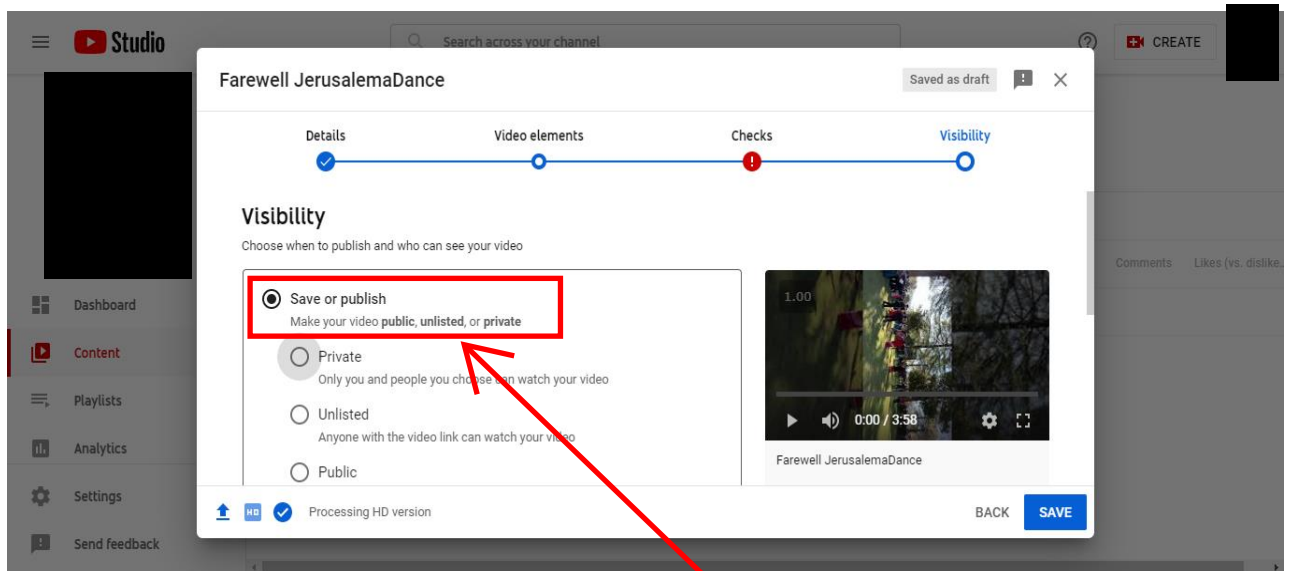 Studio
Search across your channel
CREATE
Farewell JerusalemaDance
Saved as draft
Details
Video elements
Checks
Visibility
Visibility
Choose when to publish and who can see your video
Comments
Likes (vs. dislike..
Save or publish
Make your video public, unlisted, or private
Private
Only you and people you choose can watch your video
Unlisted
Anyone with the video link can watch your video
Public
1.00
0:00 / 3:58
Farewell JerusalemaDance
Dashboard
Content
Playlists
Analytics
Settings
Send feedback
HD
Processing HD version
BACK
SAVE